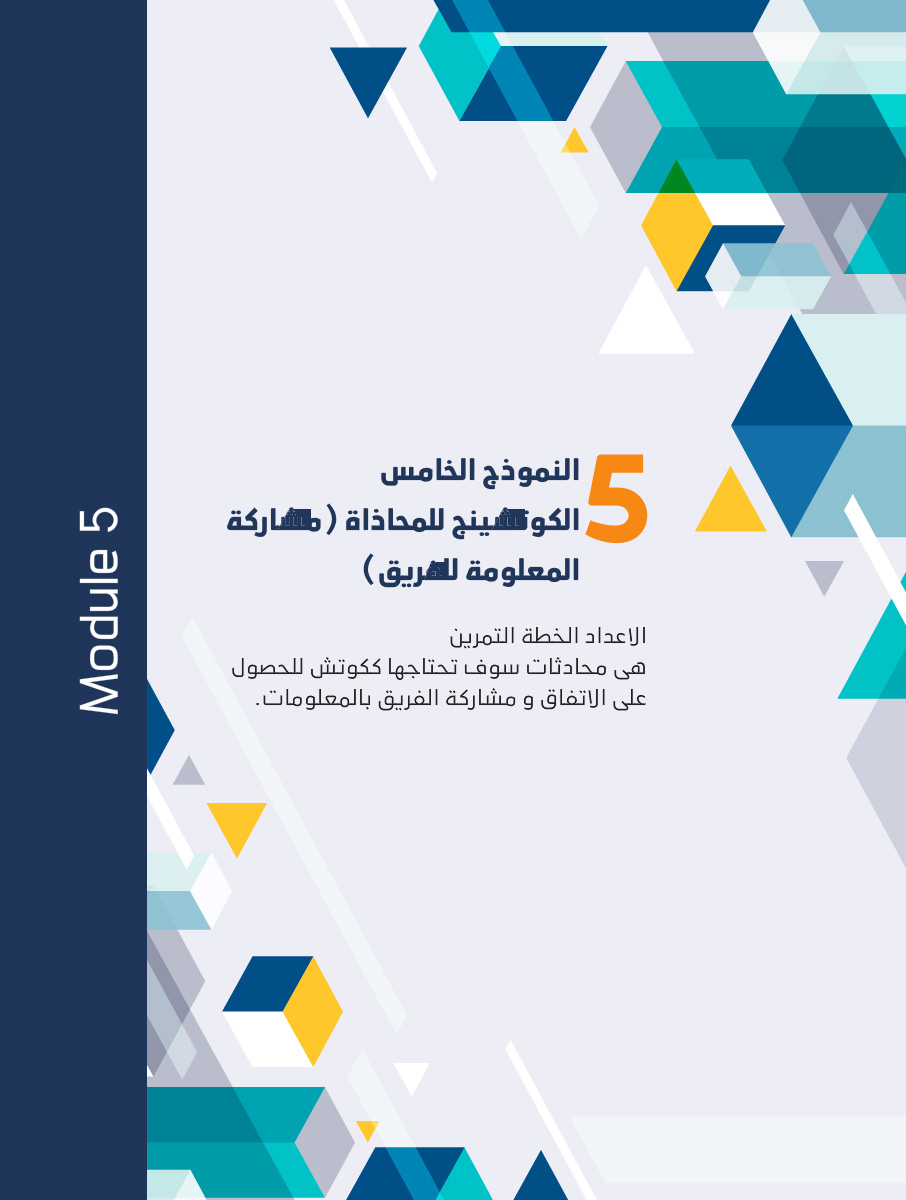 Module 5
5
النموذج الخامس
الكوتشينج للمحاذاة ( مشاركة
المعلومة للفريق )
الاعداد الخطة التمرين
هى محادثات سوف تحتاجها ككوتش للحصول
على الاتفاق و مشاركة الفريق بالمعلومات.